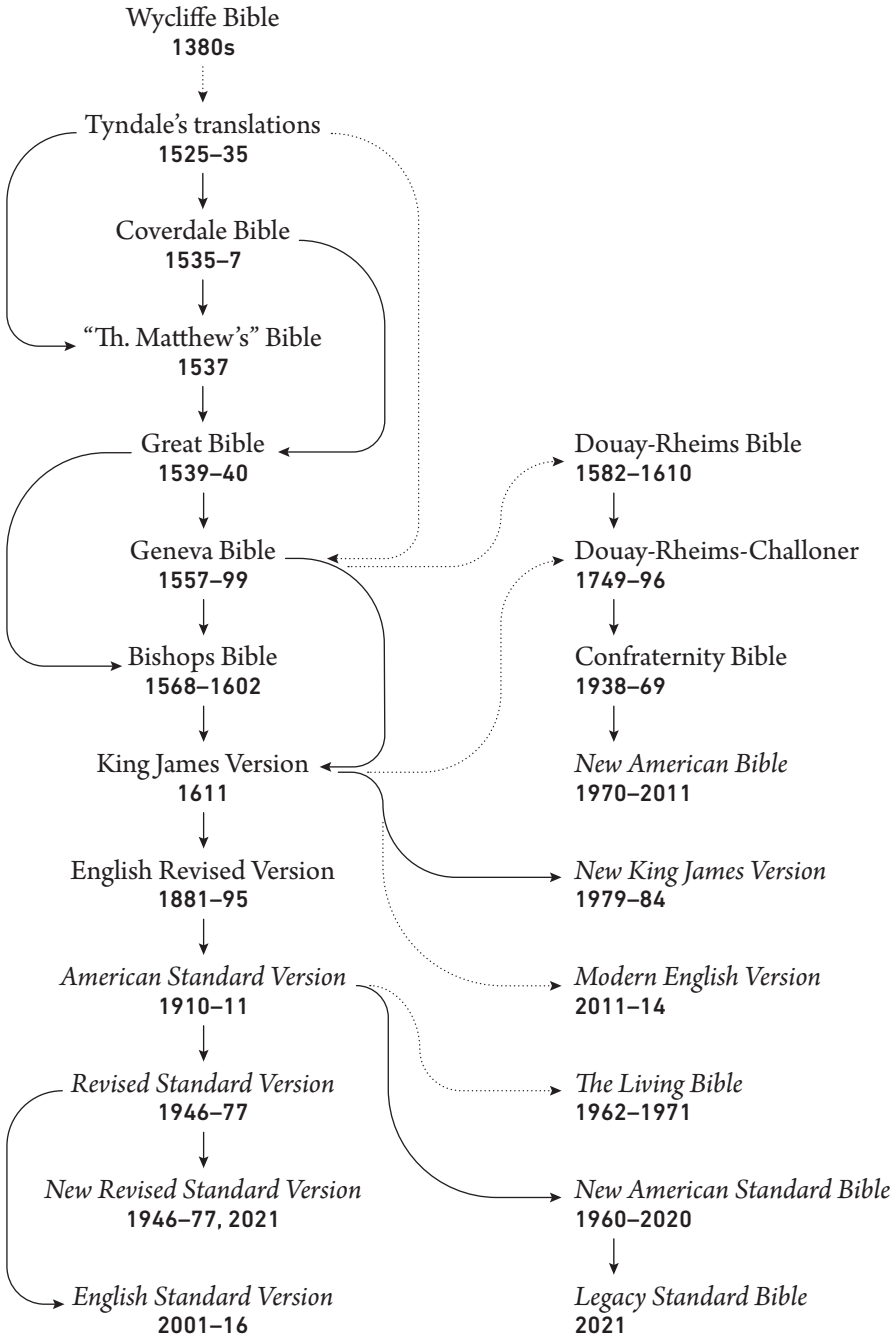 Wycliffe Bible
1380s
Tyndale’s translations
1525–35
Coverdale Bible
1535–7
“Th. Matthew’s” Bible
1537
Great Bible
1539–40
Geneva Bible
1557–99
Bishops Bible
1568–1602
King James Version
1611
English Revised Version
1881–95
American Standard Version
1910–11
Revised Standard Version
1946–77
New Revised Standard Version
1946–77, 2021
English Standard Version
2001–16
Douay-Rheims Bible
1582–1610
Douay-Rheims-Challoner
1749–96
Confraternity Bible
1938–69
New American Bible
1970–2011
New King James Version
1979–84
Modern English Version
2011–14
The Living Bible
1962–1971
New American Standard Bible
1960–2020
Legacy Standard Bible
2021